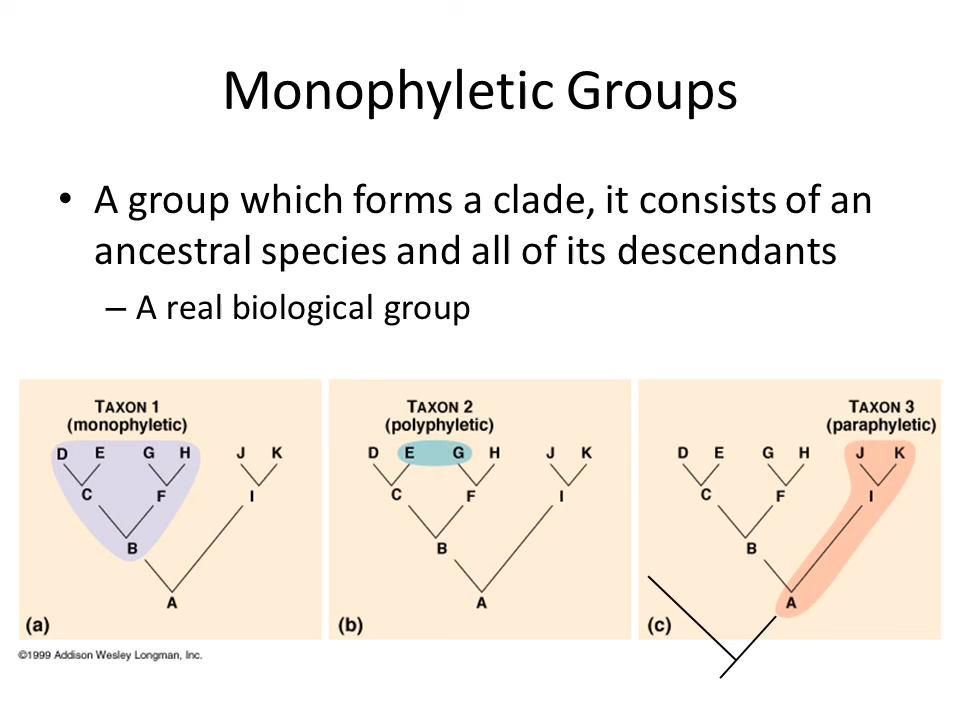 Monophyletic Groups
• A group which forms a clade, it consists of an
ancestral species and all of its descendants
– A real biological group
TAXON 1
(monophyletic)
D E G H J K
C F I
B
A
(a)
TAXON 2
(polyphyletic)
D E G H J K
C F I
B
A
(b)
TAXON 3
(paraphyletic)
D E G H J K
C F I
B
A
(c)
©1999 Addison Wesley Longman, Inc.